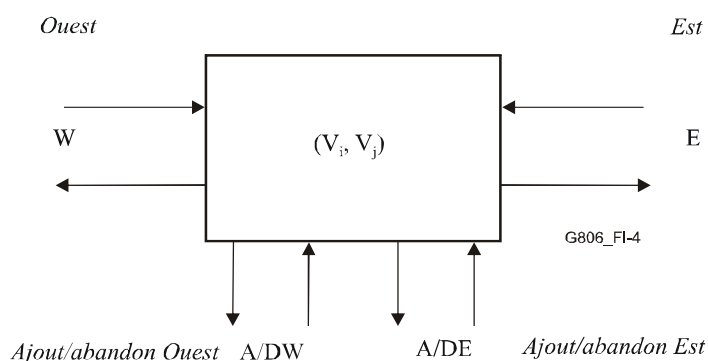 Ouest Est
W (Vi, Vj) E
G806_FI-4
Ajout/abandon Ouest A/DW A/DE Ajout/abandon Est